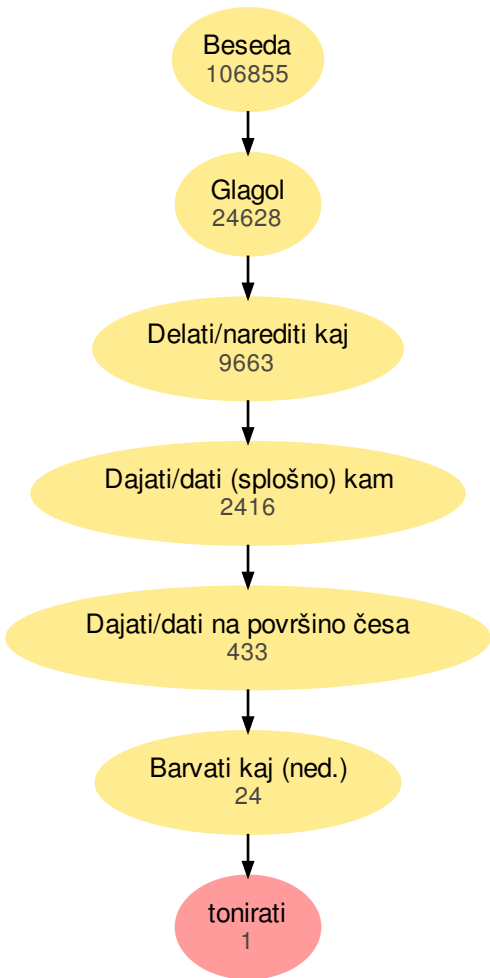 Beseda
106855
Glagol
24628
Delati/narediti kaj
9663
Dajati/dati (splošno) kam
2416
Dajati/dati na površino česa
433
Barvati kaj (ned.)
24
tonirati
1